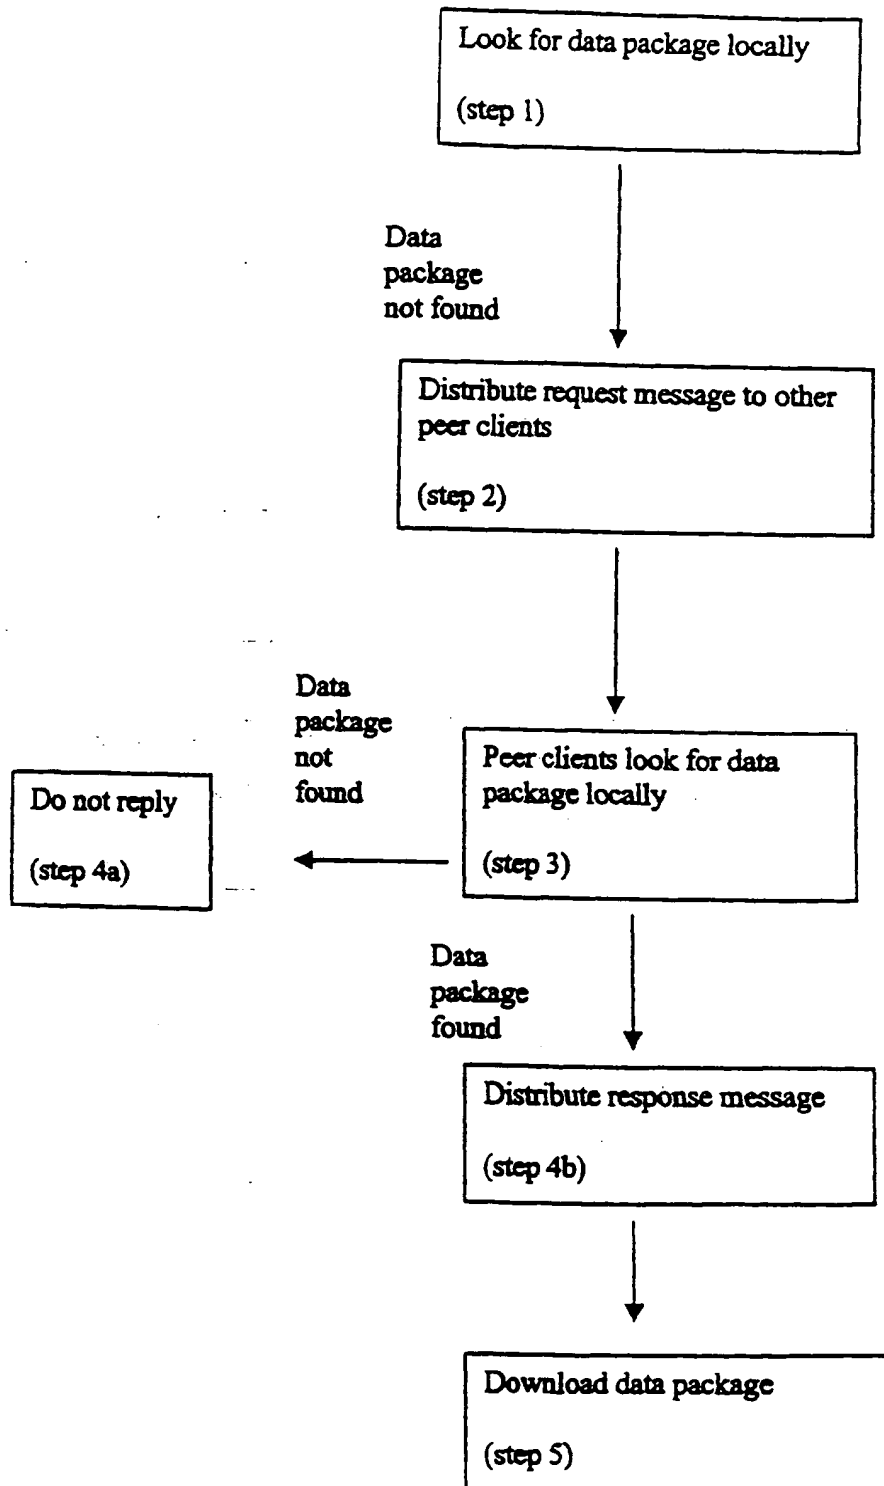 Look for data package locally
(step 1)
Data
package
not found
Distribute request message to other
peer clients
(step 2)
Data
package
not
found
Peer clients look for data
package locally
(step 3)
Do not reply
(step 4a)
Data
package
found
Distribute response message
(step 4b)
Download data package
(step 5)